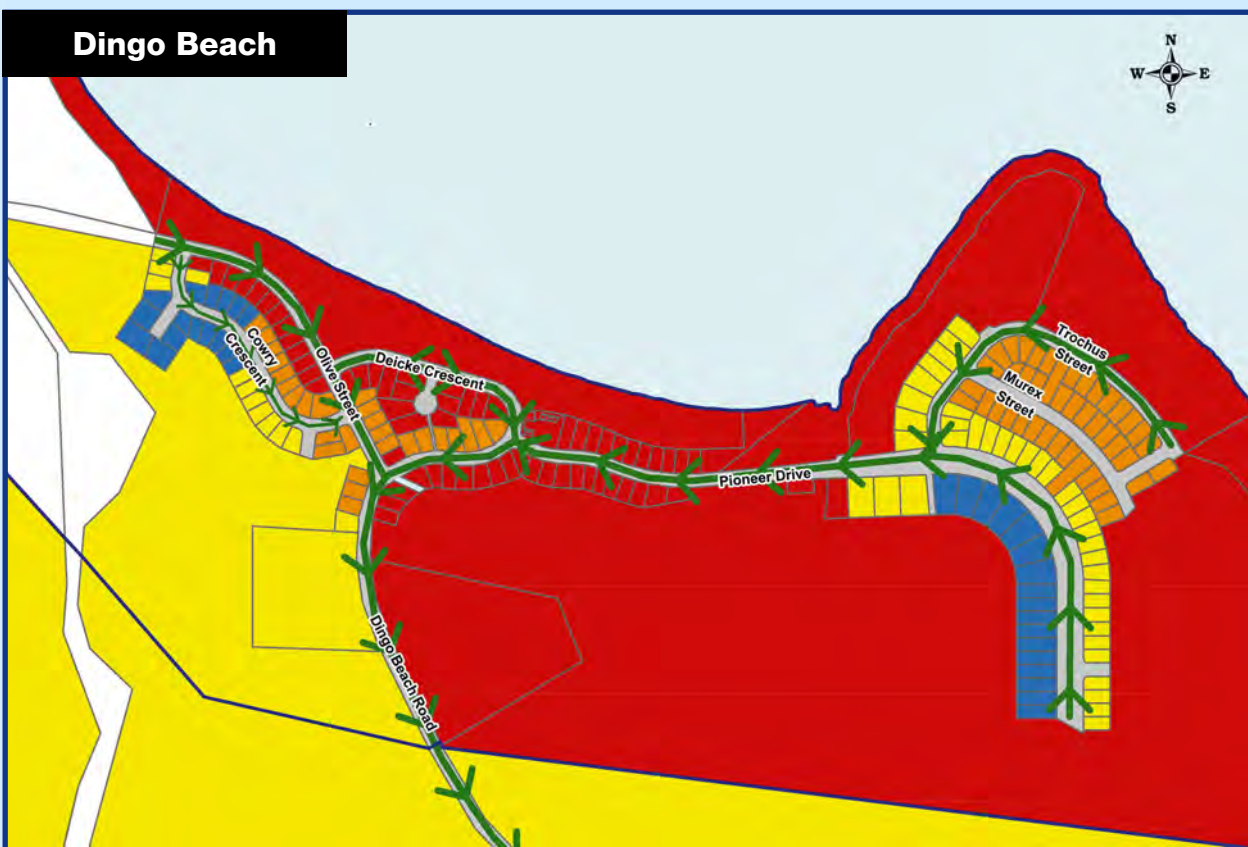 Dingo Beach
N
W E
S
Trochus
Street
Murex
Street
Cowry
Crescent
Olive Street
Deicke Crescent
Pioneer Drive
Dingo Beach Road